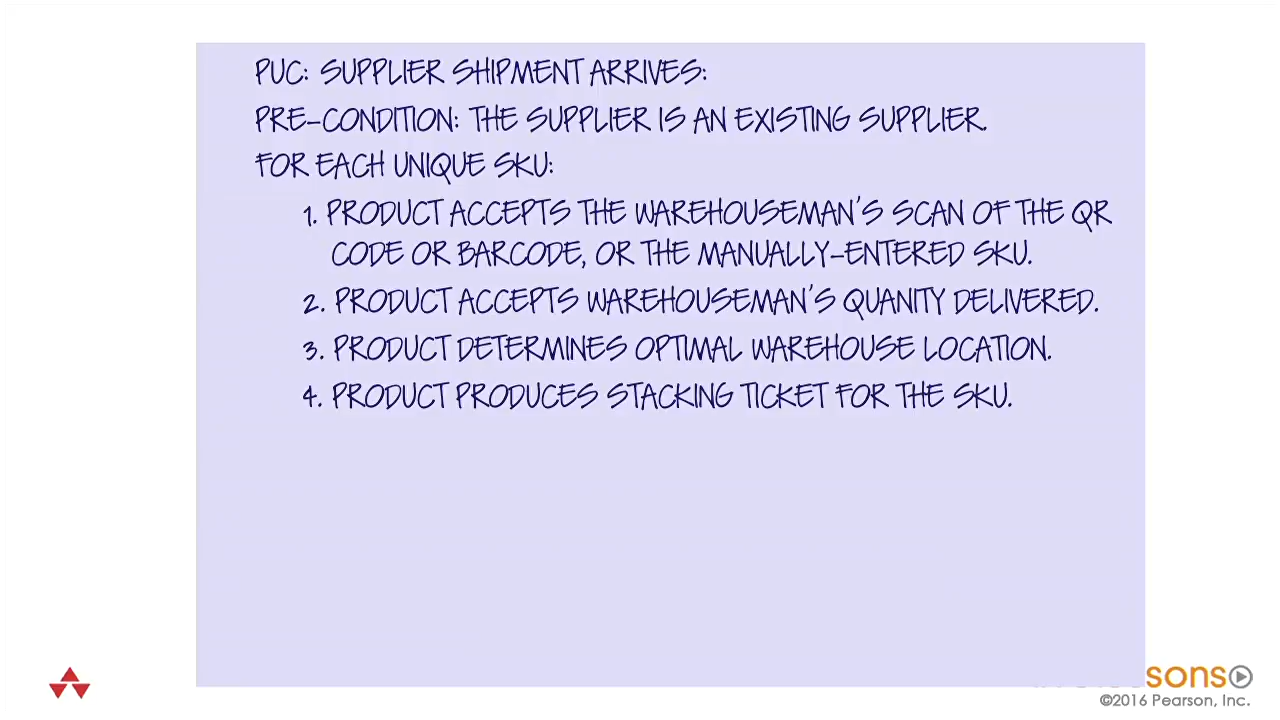 PUC: SUPPLIER SHIPMENT ARRIVES:
PRE-CONDITION: THE SUPPLIER IS AN EXISTING SUPPLIER.
FOR EACH UNIQUE SKU:
1. PRODUCT ACCEPTS THE WAREHOUSEMAN'S SCAN OF THE QR
CODE OR BARCODE, OR THE MANUALLY-ENTERED SKU.
2. PRODUCT ACCEPTS WAREHOUSEMAN'S QUANITY DELIVERED.
3. PRODUCT DETERMINES OPTIMAL WAREHOUSE LOCATION.
4. PRODUCT PRODUCES STACKING TICKET FOR THE SKU.
sons
©2016 Pearson, Inc.